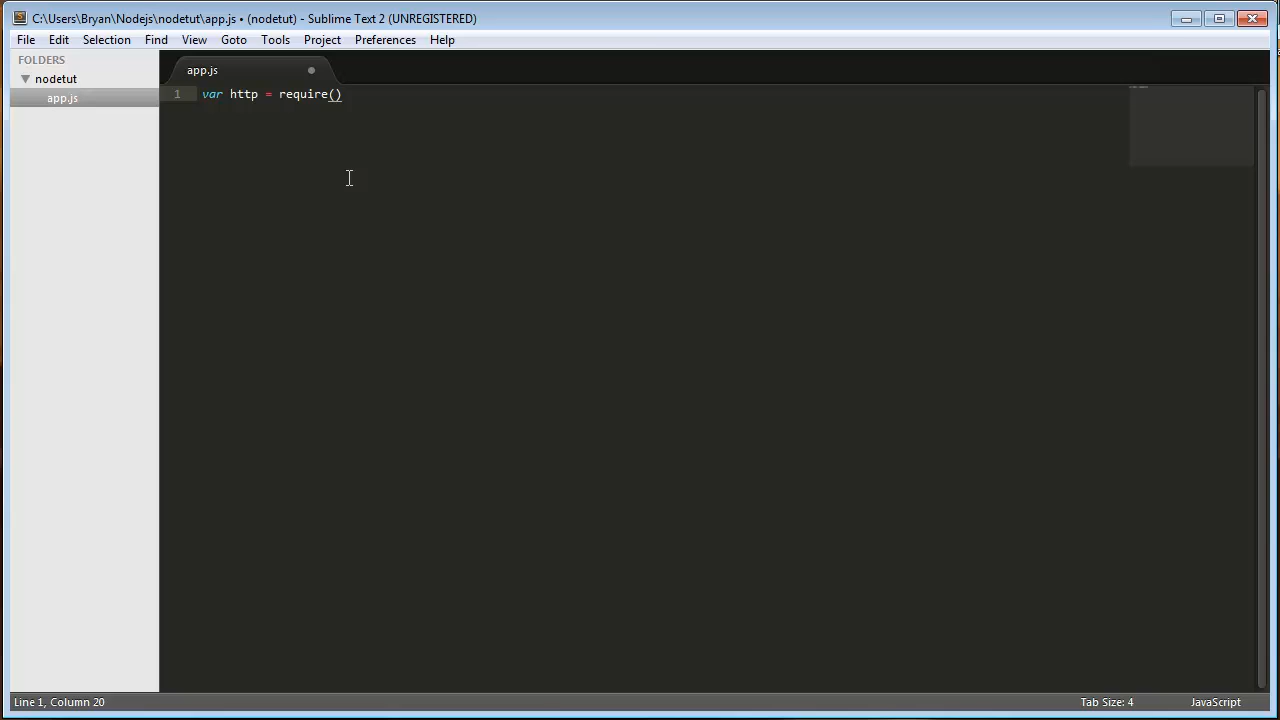 C:\Users\Bryan\Nodejs\nodetut\app.js • (nodetut) - Sublime Text 2 (UNREGISTERED)
File Edit Selection Find View Goto Tools Project Preferences Help
FOLDERS
nodetut
app.js
app.js
1 var http = require()
Line 1, Column 20
Tab Size: 4
JavaScript